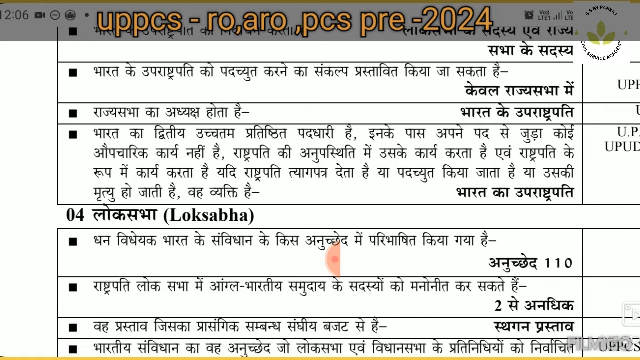 12:06
uppcs - ro,aro ,pcs pre -2024
सभा के सदस्य
■ भारत के उपराष्ट्रपति को पदच्युत करने का संकल्प प्रस्तावित किया जा सकता है–
केवल राज्यसभा में
■ राज्यसभा का अध्यक्ष होता है– भारत के उपराष्ट्रपति
■ भारत का द्वितीय उच्चतम प्रतिष्ठित पदधारी है, इनके पास अपने पद से जुड़ा कोई U.P.
औपचारिक कार्य नहीं है, राष्ट्रपति की अनुपस्थिति में उसके कार्य करता है एवं राष्ट्रपति के UPUD
रूप में कार्य करता है यदि राष्ट्रपति त्यागपत्र देता है या पदच्युत किया जाता है या उसकी
मृत्यु हो जाती है, वह व्यक्ति है– भारत का उपराष्ट्रपति
04 लोकसभा (Loksabha)
■ धन विधेयक भारत के संविधान के किस अनुच्छेद में परिभाषित किया गया है–
अनुच्छेद 110
■ राष्ट्रपति लोक सभा में आंग्ल-भारतीय समुदाय के सदस्यों को मनोनीत कर सकते हैं–
2 से अनधिक
■ वह प्रस्ताव जिसका प्रासंगिक सम्बन्ध संघीय बजट से है– स्थगन प्रस्ताव
■ भारतीय संविधान का वह अनुच्छेद जो लोकसभा एवं विधानसभा के प्रतिनिधियों को निर्वाचित